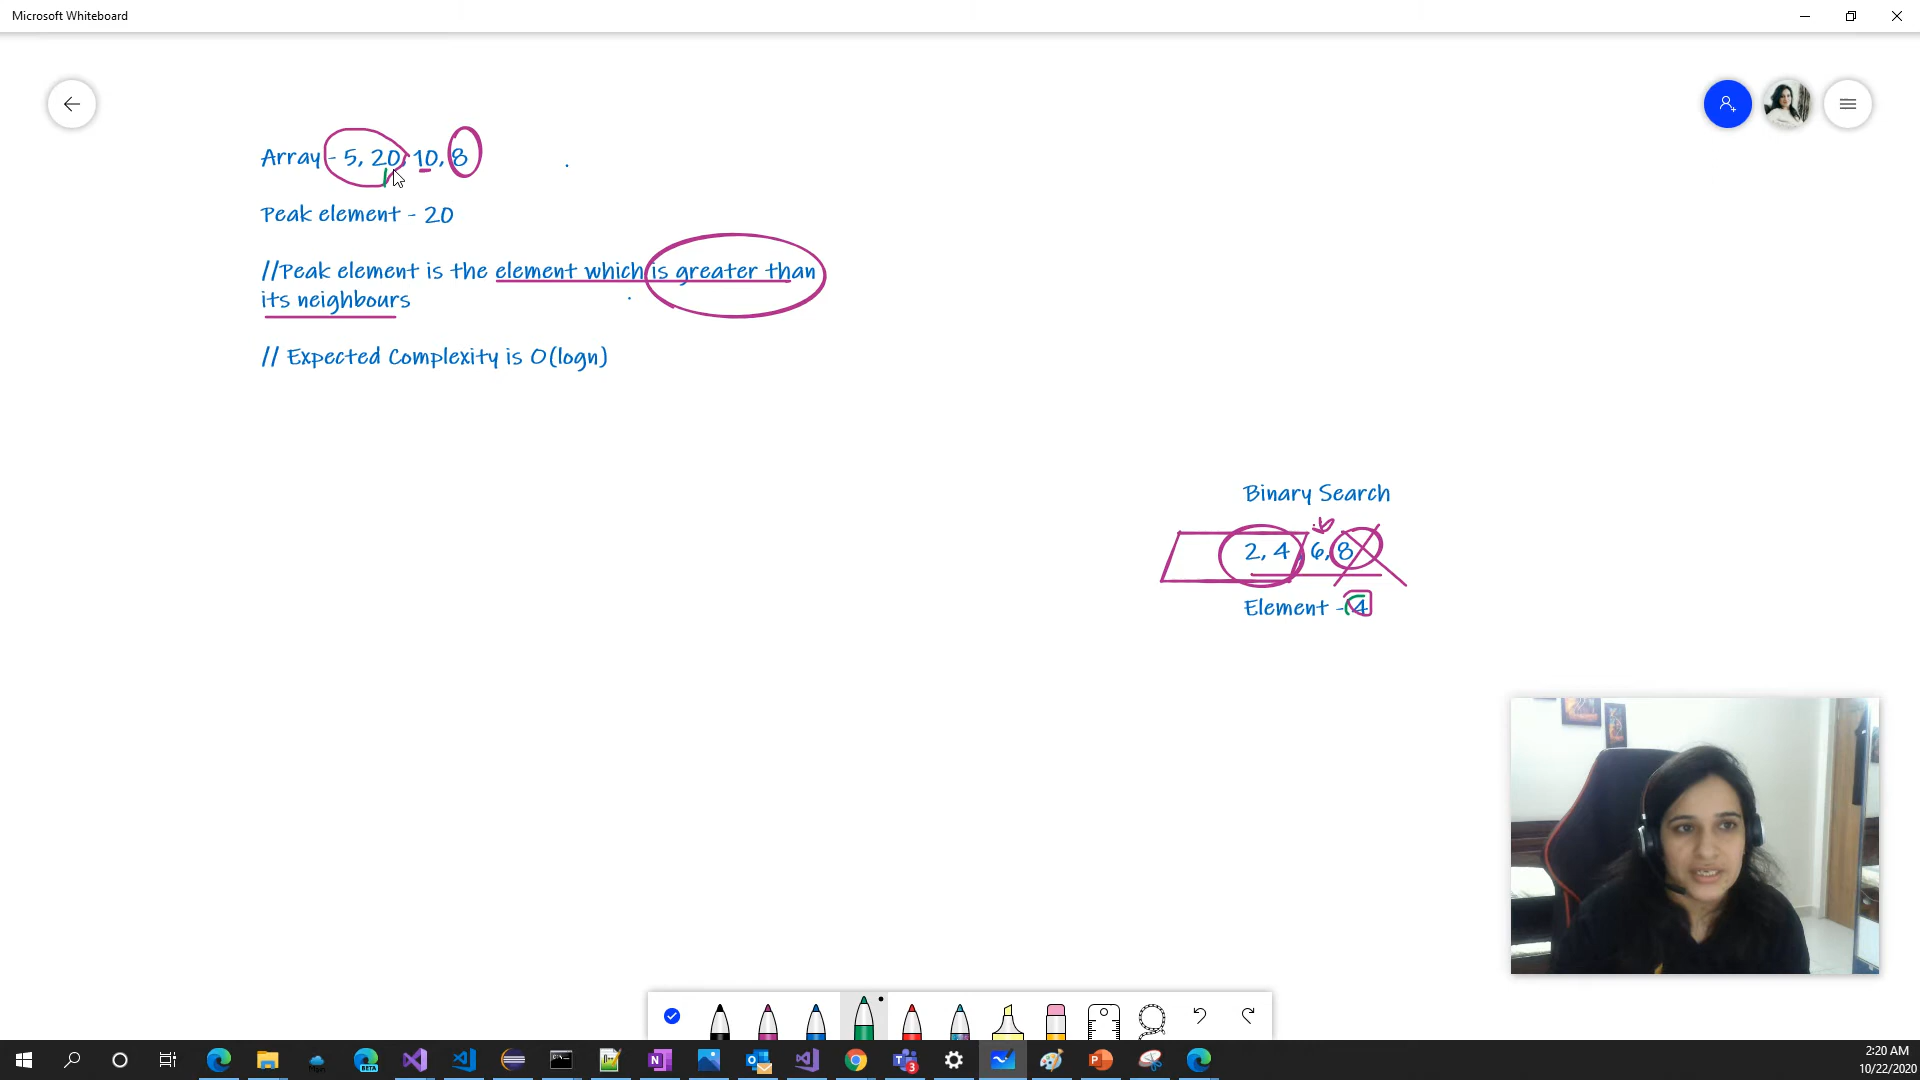 Microsoft Whiteboard
Array - 5, 20, 10, 8
Peak element - 20
//Peak element is the element which is greater than
its neighbours
// Expected Complexity is O(logn)
Binary Search
2, 4, 6, 8
Element - 4
2:20 AM
10/22/2020
BETA
3